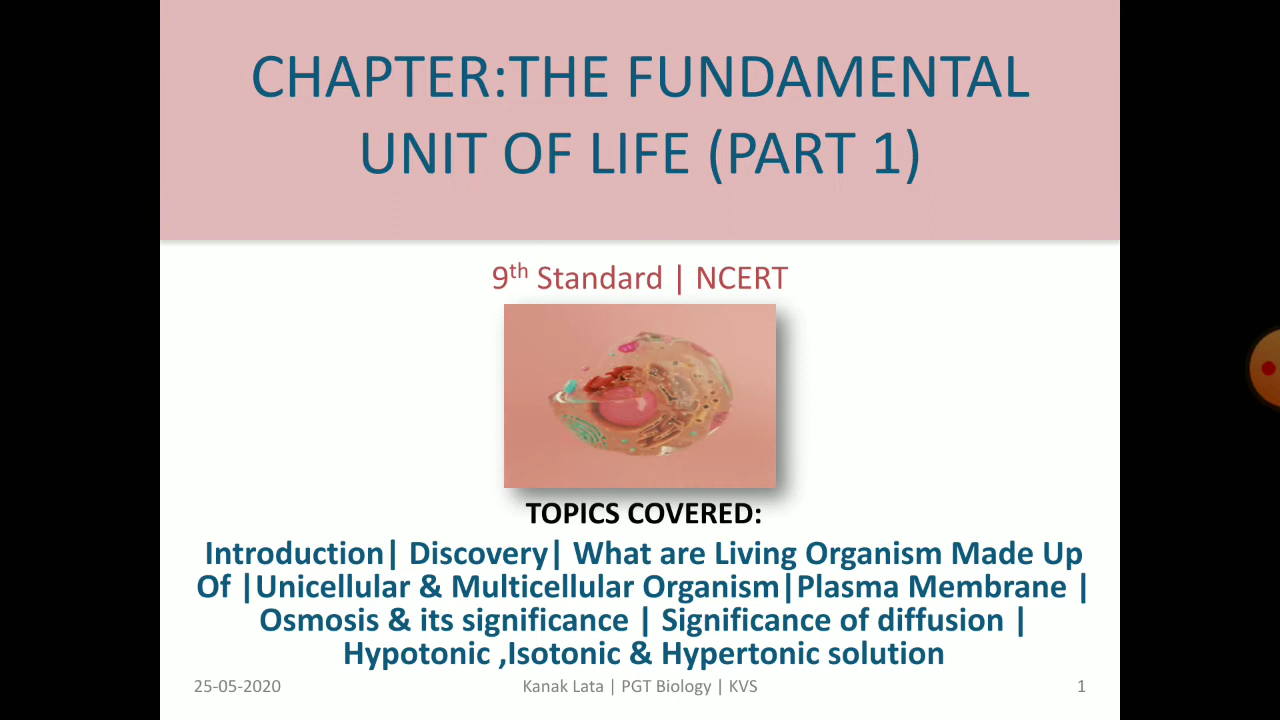 CHAPTER:THE FUNDAMENTAL
UNIT OF LIFE (PART 1)
9th Standard | NCERT
TOPICS COVERED:
Introduction| Discovery| What are Living Organism Made Up
Of |Unicellular & Multicellular Organism|Plasma Membrane |
Osmosis & its significance | Significance of diffusion |
Hypotonic ,Isotonic & Hypertonic solution
25-05-2020 Kanak Lata | PGT Biology | KVS 1